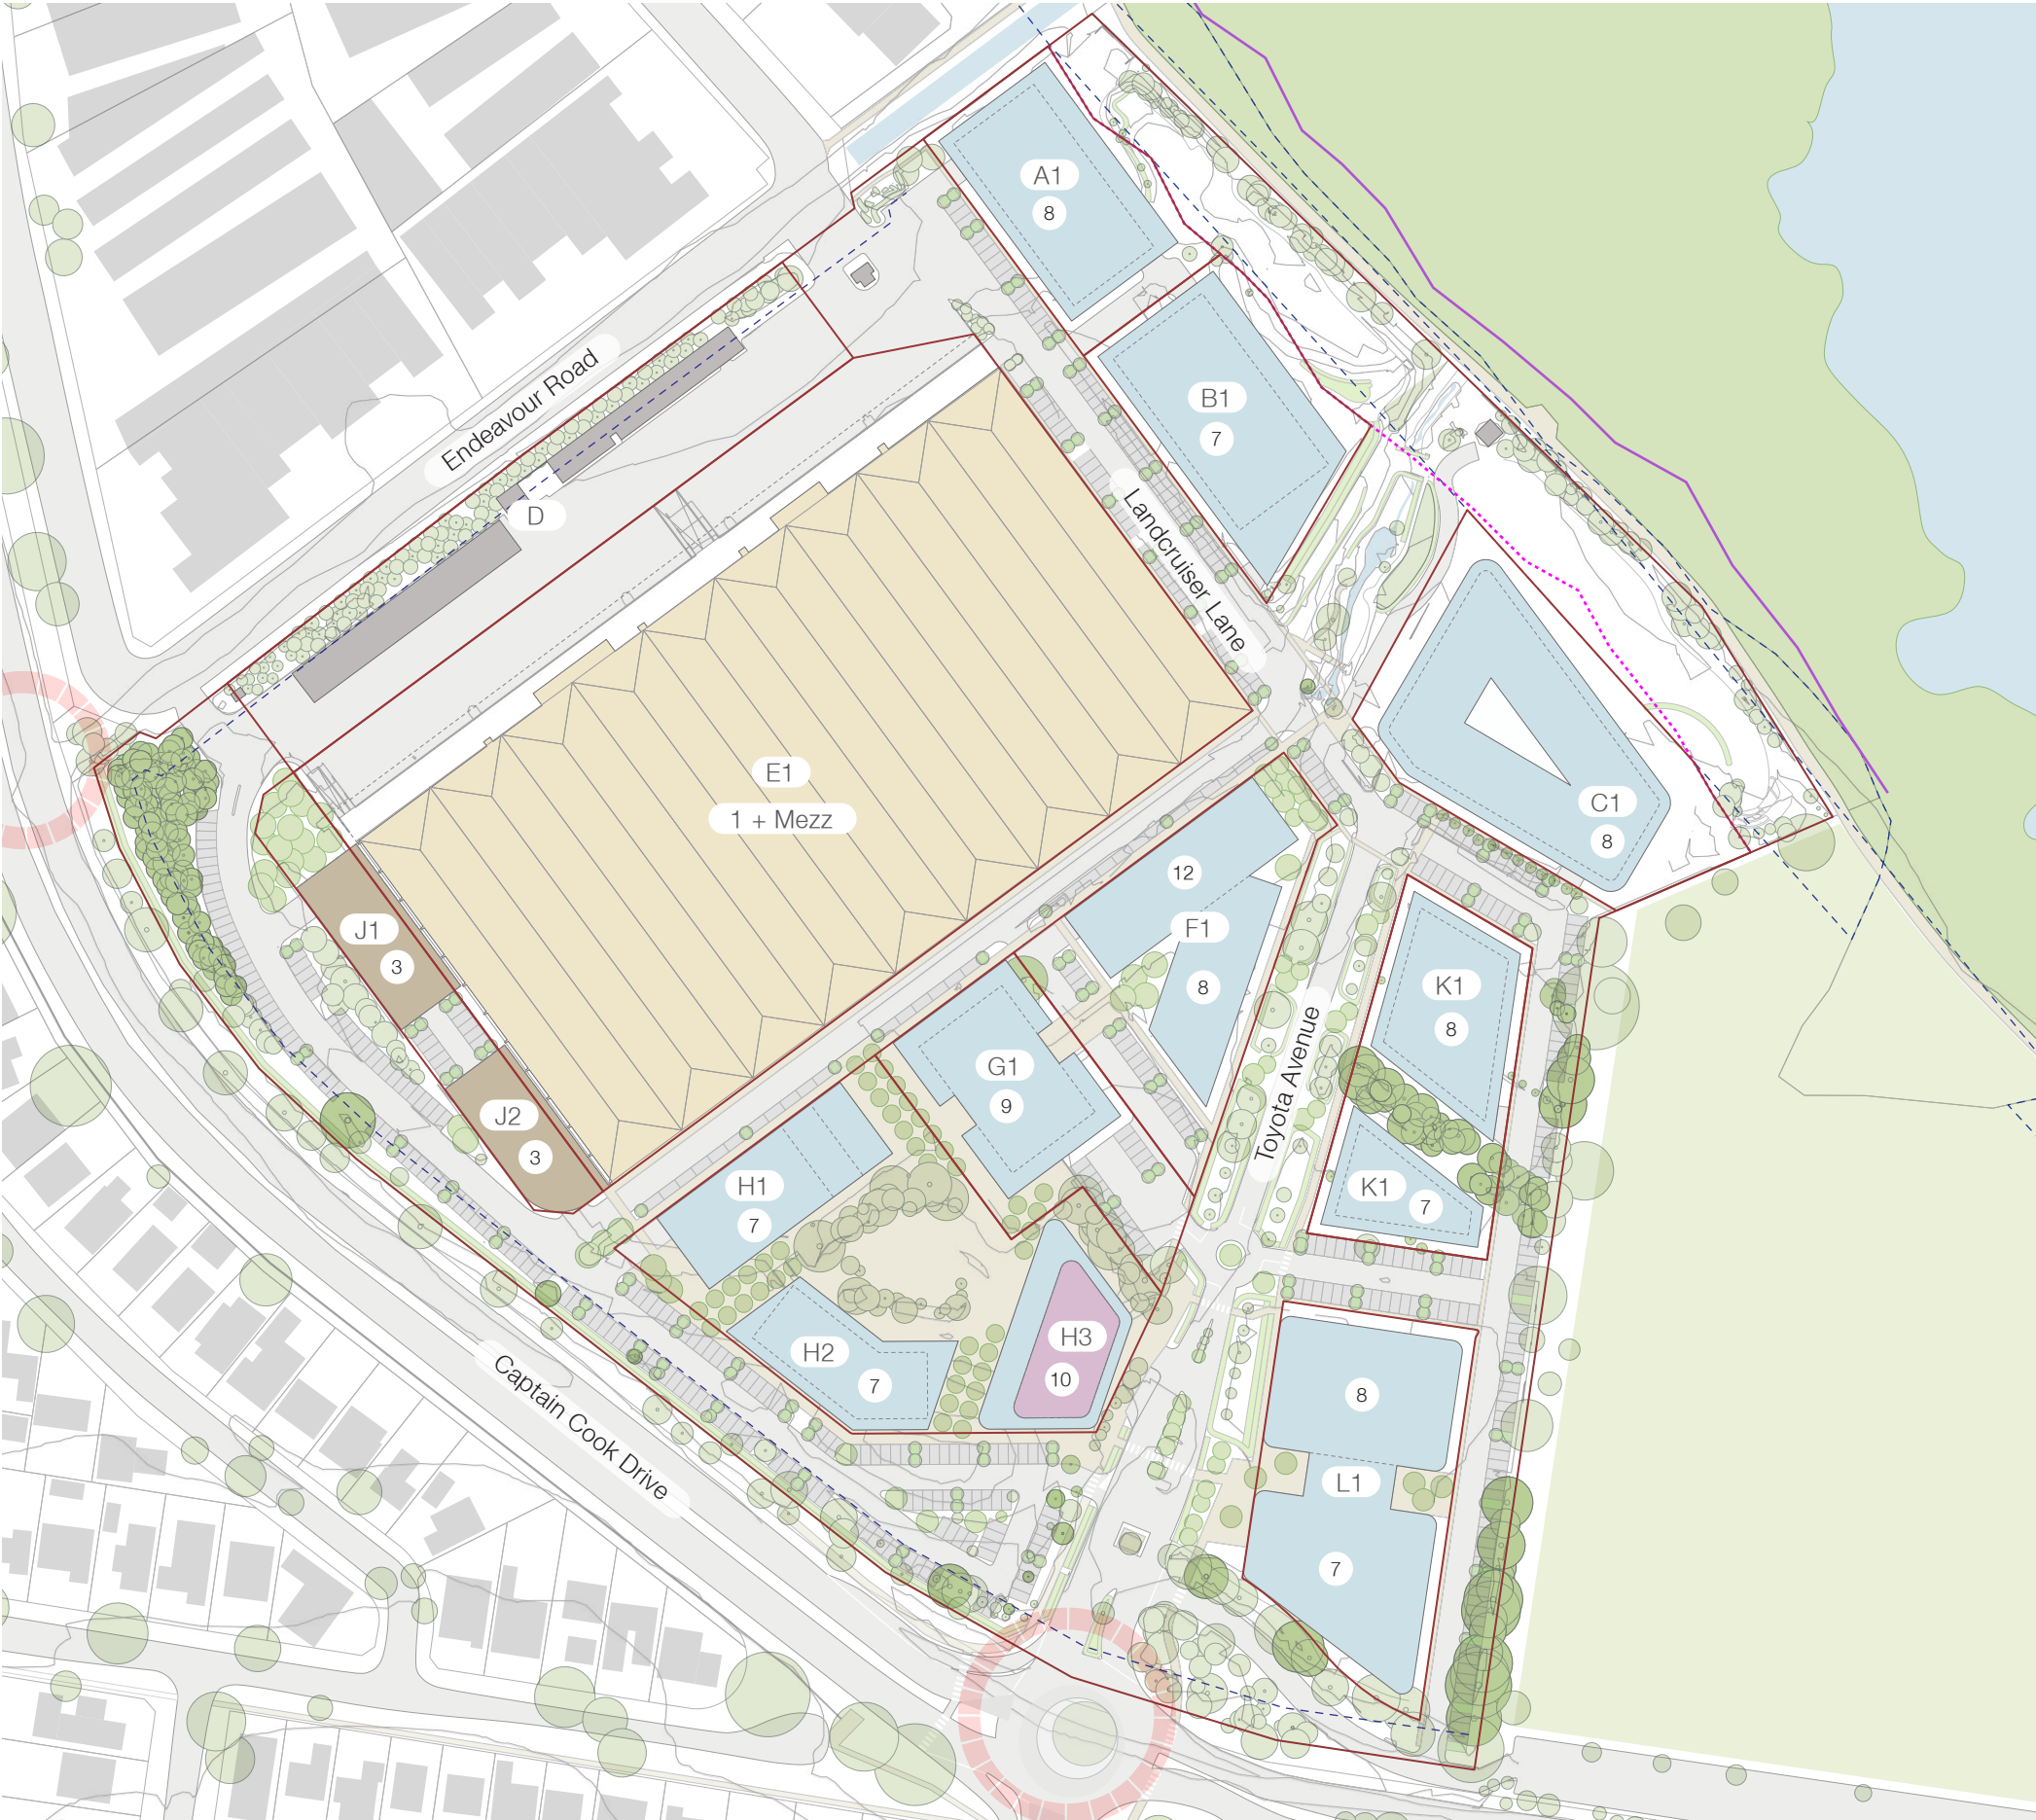 A1
8
B1
7
Endeavour Road
D
Landcruiser Lane
E1
1 + Mezz
C1
8
12
F1
8
J1
3
K1
8
G1
9
Toyota Avenue
J2
3
H1
7
K1
7
H3
10
H2
7
8
L1
7
Captain Cook Drive